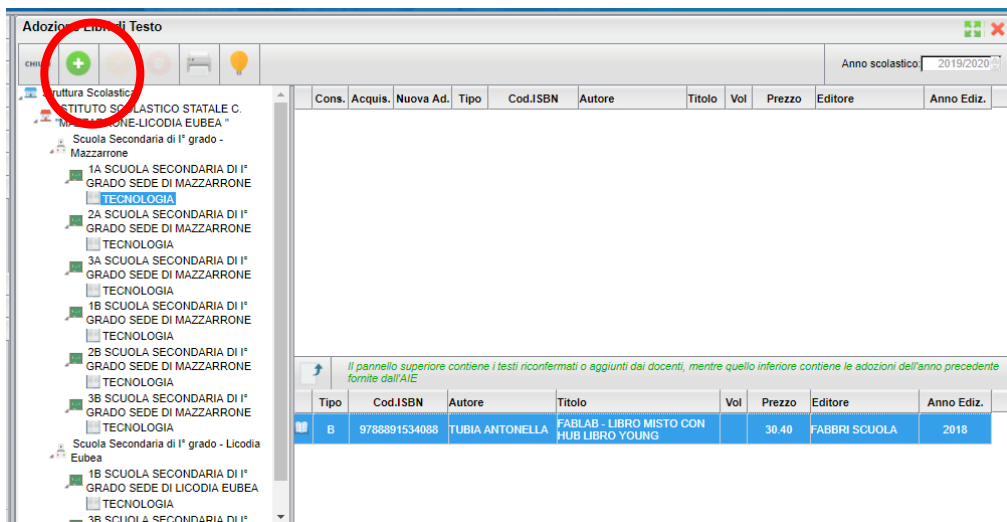 Adozione Libri di Testo
Anno scolastico: 2019/2020
Struttura Scolastica
ISTITUTO SCOLASTICO STATALE C.
"MAZZARRONE-LICODIA EUBEA "
Scuola Secondaria di I° grado -
Mazzarrone
1A SCUOLA SECONDARIA DI I°
GRADO SEDE DI MAZZARRONE
TECNOLOGIA
2A SCUOLA SECONDARIA DI I°
GRADO SEDE DI MAZZARRONE
TECNOLOGIA
3A SCUOLA SECONDARIA DI I°
GRADO SEDE DI MAZZARRONE
TECNOLOGIA
1B SCUOLA SECONDARIA DI I°
GRADO SEDE DI MAZZARRONE
TECNOLOGIA
2B SCUOLA SECONDARIA DI I°
GRADO SEDE DI MAZZARRONE
TECNOLOGIA
3B SCUOLA SECONDARIA DI I°
GRADO SEDE DI MAZZARRONE
TECNOLOGIA
Scuola Secondaria di I° grado - Licodia
Eubea
1B SCUOLA SECONDARIA DI I°
GRADO SEDE DI LICODIA EUBEA
TECNOLOGIA
3B SCUOLA SECONDARIA DI I°
Cons. Acquis. Nuova Ad. Tipo Cod.ISBN Autore Titolo Vol Prezzo Editore Anno Ediz.
Il pannello superiore contiene i testi riconfermati o aggiunti dai docenti, mentre quello inferiore contiene le adozioni dell'anno precedente
fornite dall'AIE
Tipo Cod.ISBN Autore Titolo Vol Prezzo Editore Anno Ediz.
B 9788891534088 TUBIA ANTONELLA FABLAB - LIBRO MISTO CON 30.40 FABBRI SCUOLA 2018
HUB LIBRO YOUNG